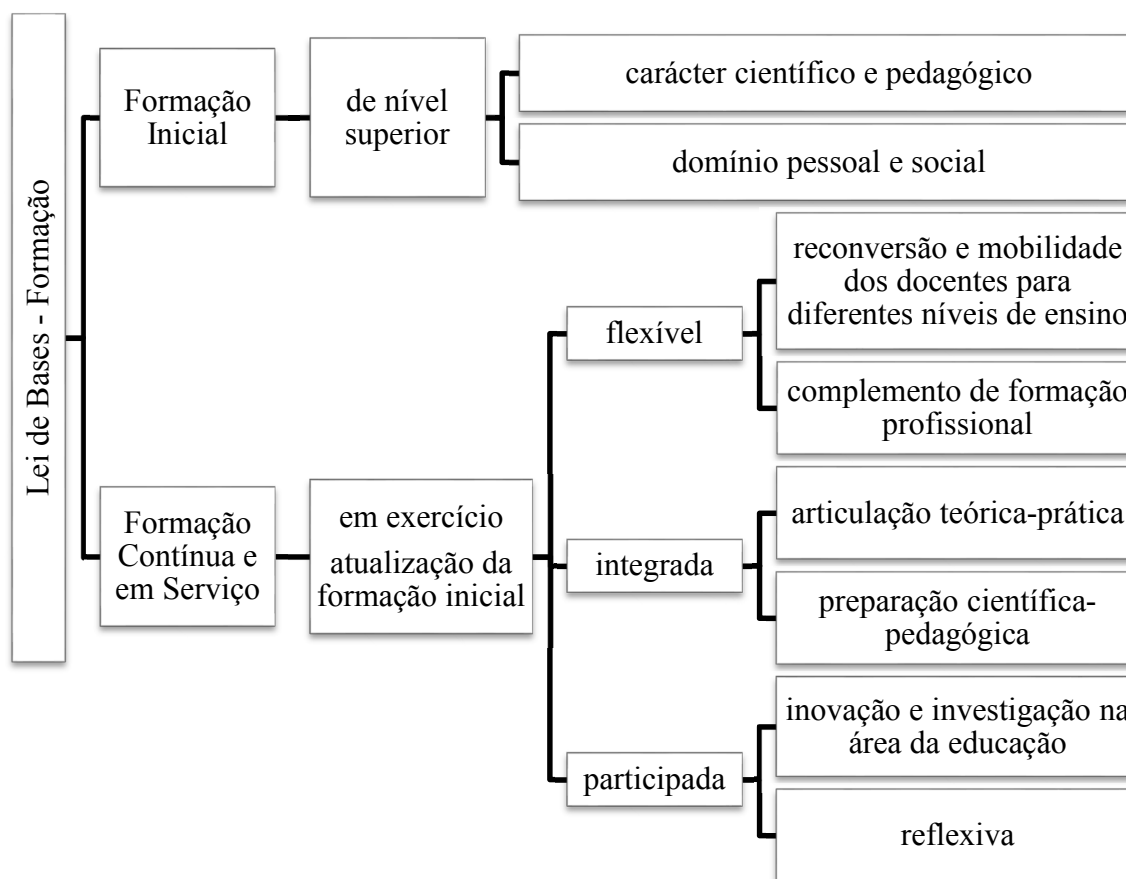 Lei de Bases - Formação
Formação
Inicial
de nível
superior
carácter científico e pedagógico
domínio pessoal e social
Formação
Contínua e
em Serviço
em exercício
atualização da
formação inicial
flexível
reconversão e mobilidade
dos docentes para
diferentes níveis de ensino
complemento de formação
profissional
integrada
articulação teórica-prática
preparação científica-
pedagógica
participada
inovação e investigação na
área da educação
reflexiva